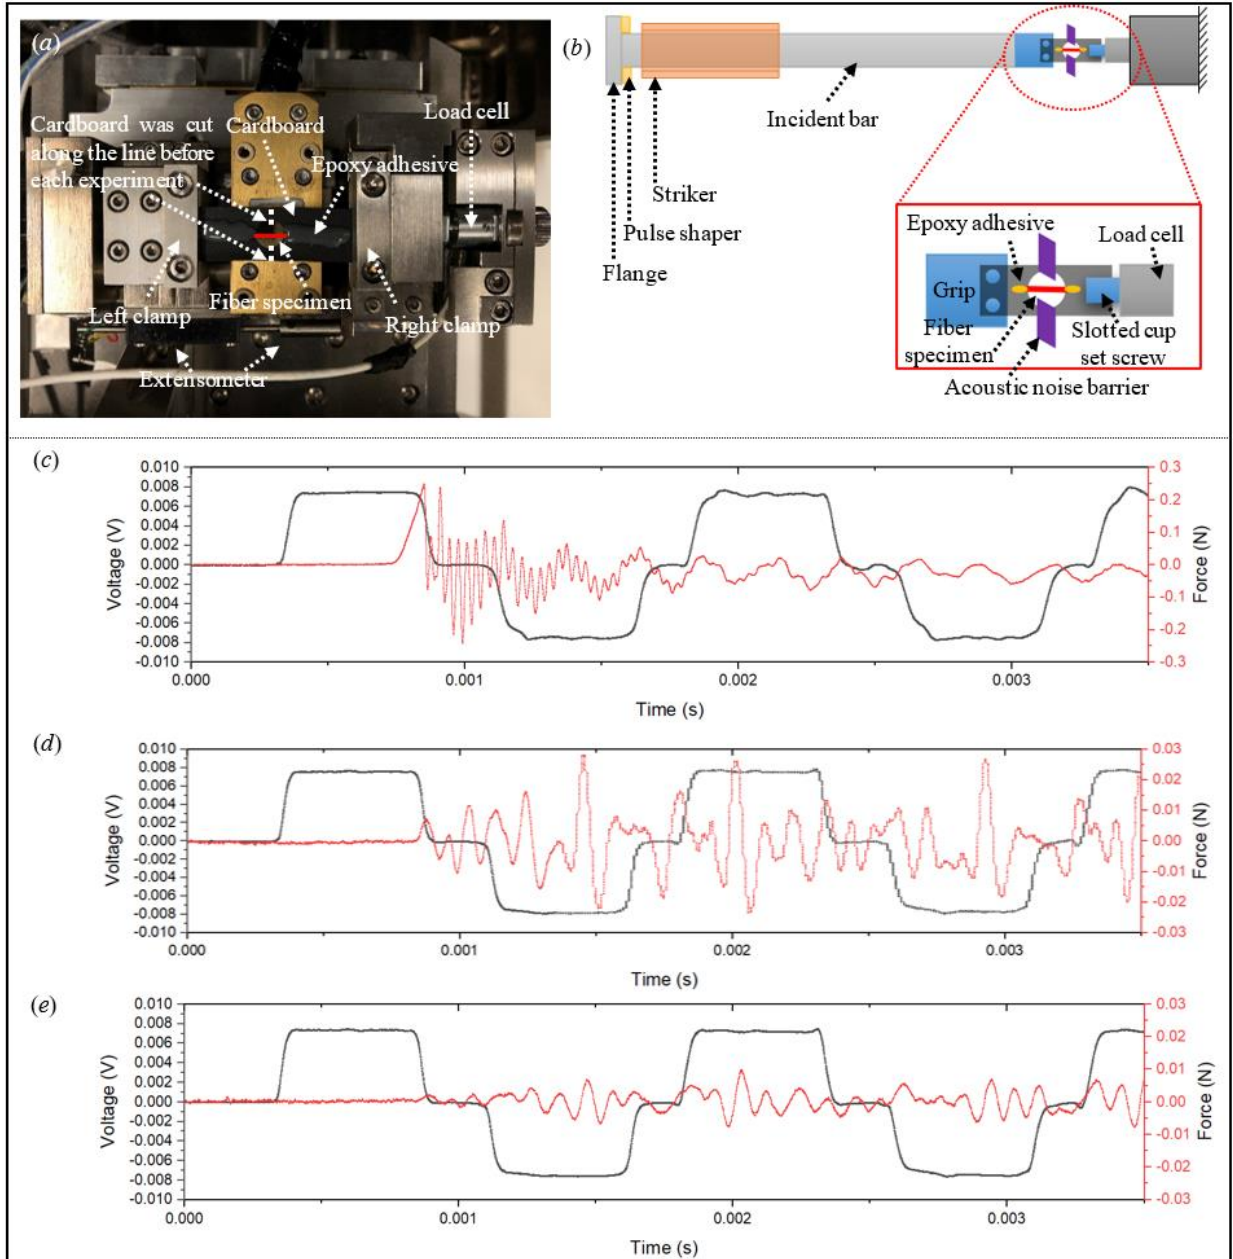 (a)
Cardboard was cut
along the line before
each experiment
Cardboard
Load cell
Epoxy adhesive
Fiber specimen
Left clamp
Right clamp
Extensometer
(b)
Incident bar
Striker
Pulse shaper
Flange
Epoxy adhesive
Load cell
Grip
Fiber
specimen
Slotted cup
set screw
Acoustic noise barrier
(c)
Voltage (V)
0.010
0.008
0.006
0.004
0.002
0.000
-0.002
-0.004
-0.006
-0.008
-0.010
0.3
0.2
0.1
0.0
-0.1
-0.2
-0.3
Force (N)
0.000
0.001
0.002
0.003
Time (s)
(d)
Voltage (V)
0.010
0.008
0.006
0.004
0.002
0.000
-0.002
-0.004
-0.006
-0.008
-0.010
0.03
0.02
0.01
0.00
-0.01
-0.02
-0.03
Force (N)
0.000
0.001
0.002
0.003
Time (s)
(e)
Voltage (V)
0.010
0.008
0.006
0.004
0.002
0.000
-0.002
-0.004
-0.006
-0.008
-0.010
0.03
0.02
0.01
0.00
-0.01
-0.02
-0.03
Force (N)
0.000
0.001
0.002
0.003
Time (s)